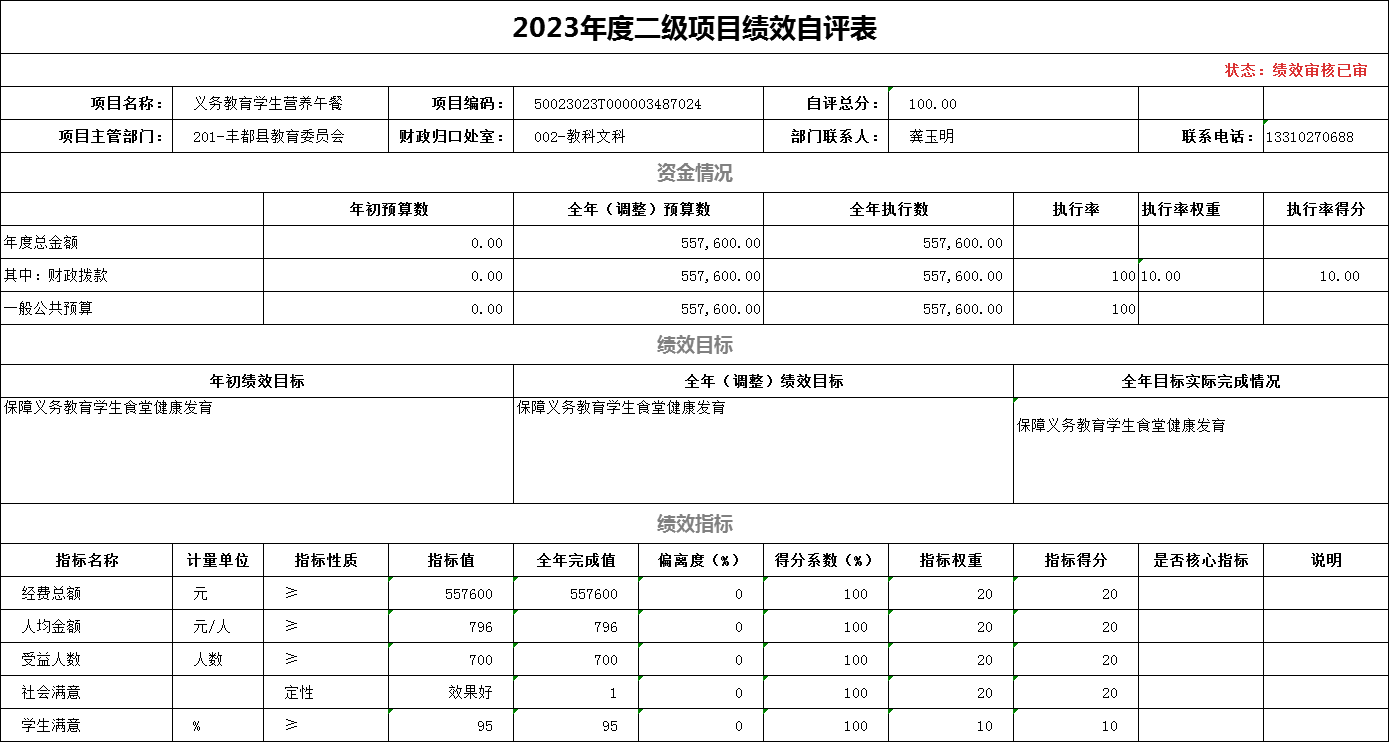 2023年度二级项目绩效自评表
状态：绩效审核已审
项目名称： 义务教育学生营养午餐 项目编码： 50023023T000003487024 自评总分： 100.00
项目主管部门： 201-丰都县教育委员会 财政归口处室： 002-教科文科 部门联系人： 龚玉明 联系电话： 13310270688
资金情况
年初预算数 全年（调整）预算数 全年执行数 执行率 执行率权重 执行率得分
年度总金额 0.00 557,600.00 557,600.00
其中：财政拨款 0.00 557,600.00 557,600.00 100 10.00 10.00
一般公共预算 0.00 557,600.00 557,600.00 100
绩效目标
年初绩效目标 全年（调整）绩效目标 全年目标实际完成情况
保障义务教育学生食堂健康发育 保障义务教育学生食堂健康发育 保障义务教育学生食堂健康发育
绩效指标
指标名称 计量单位 指标性质 指标值 全年完成值 偏离度（%） 得分系数（%） 指标权重 指标得分 是否核心指标 说明
经费总额 元 ≥ 557600 557600 0 100 20 20
人均金额 元/人 ≥ 796 796 0 100 20 20
受益人数 人数 ≥ 700 700 0 100 20 20
社会满意 定性 效果好 1 0 100 20 20
学生满意 % ≥ 95 95 0 100 10 10